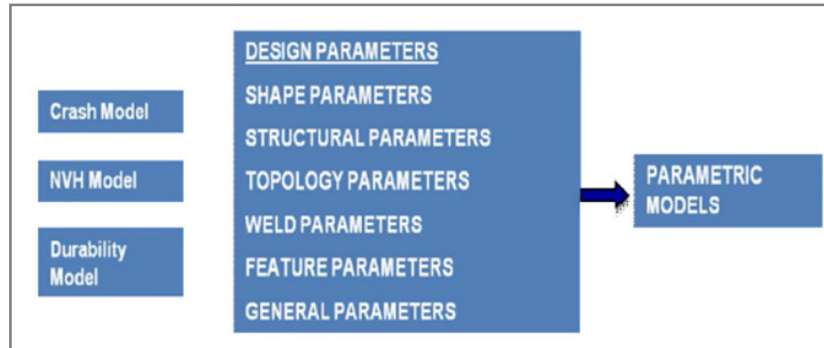 Crash Model
NVH Model
Durability
Model
DESIGN PARAMETERS
SHAPE PARAMETERS
STRUCTURAL PARAMETERS
TOPOLOGY PARAMETERS
WELD PARAMETERS
FEATURE PARAMETERS
GENERAL PARAMETERS
PARAMETRIC
MODELS